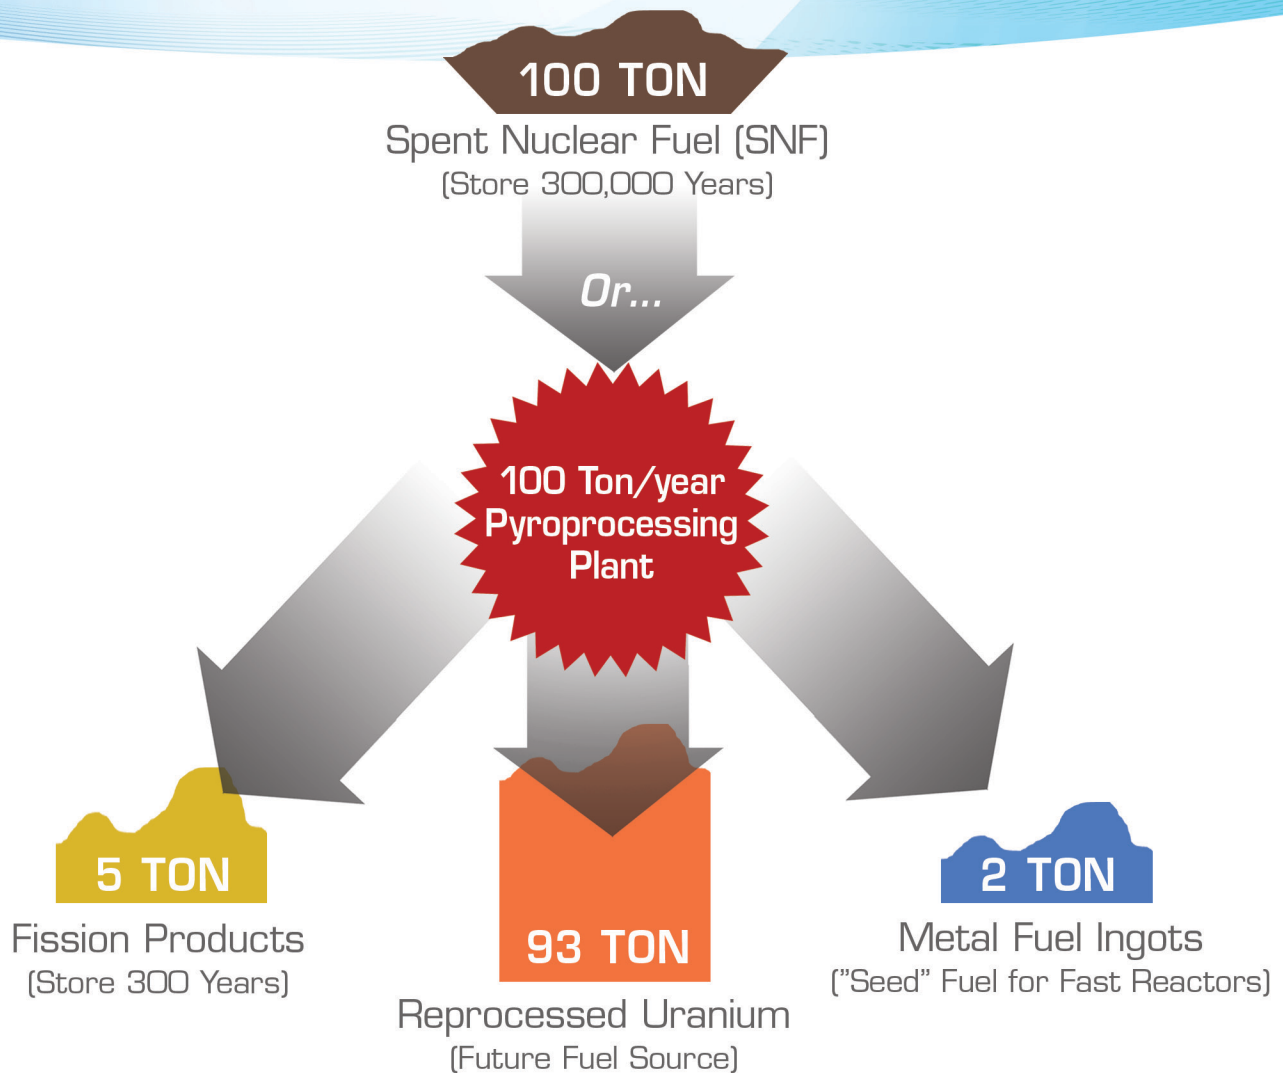 100 TON
Spent Nuclear Fuel (SNF)
(Store 300,000 Years)
Or...
100 Ton/year
Pyroprocessing
Plant
5 TON
Fission Products
(Store 300 Years)
93 TON
Reprocessed Uranium
(Future Fuel Source)
2 TON
Metal Fuel Ingots
(”Seed” Fuel for Fast Reactors)